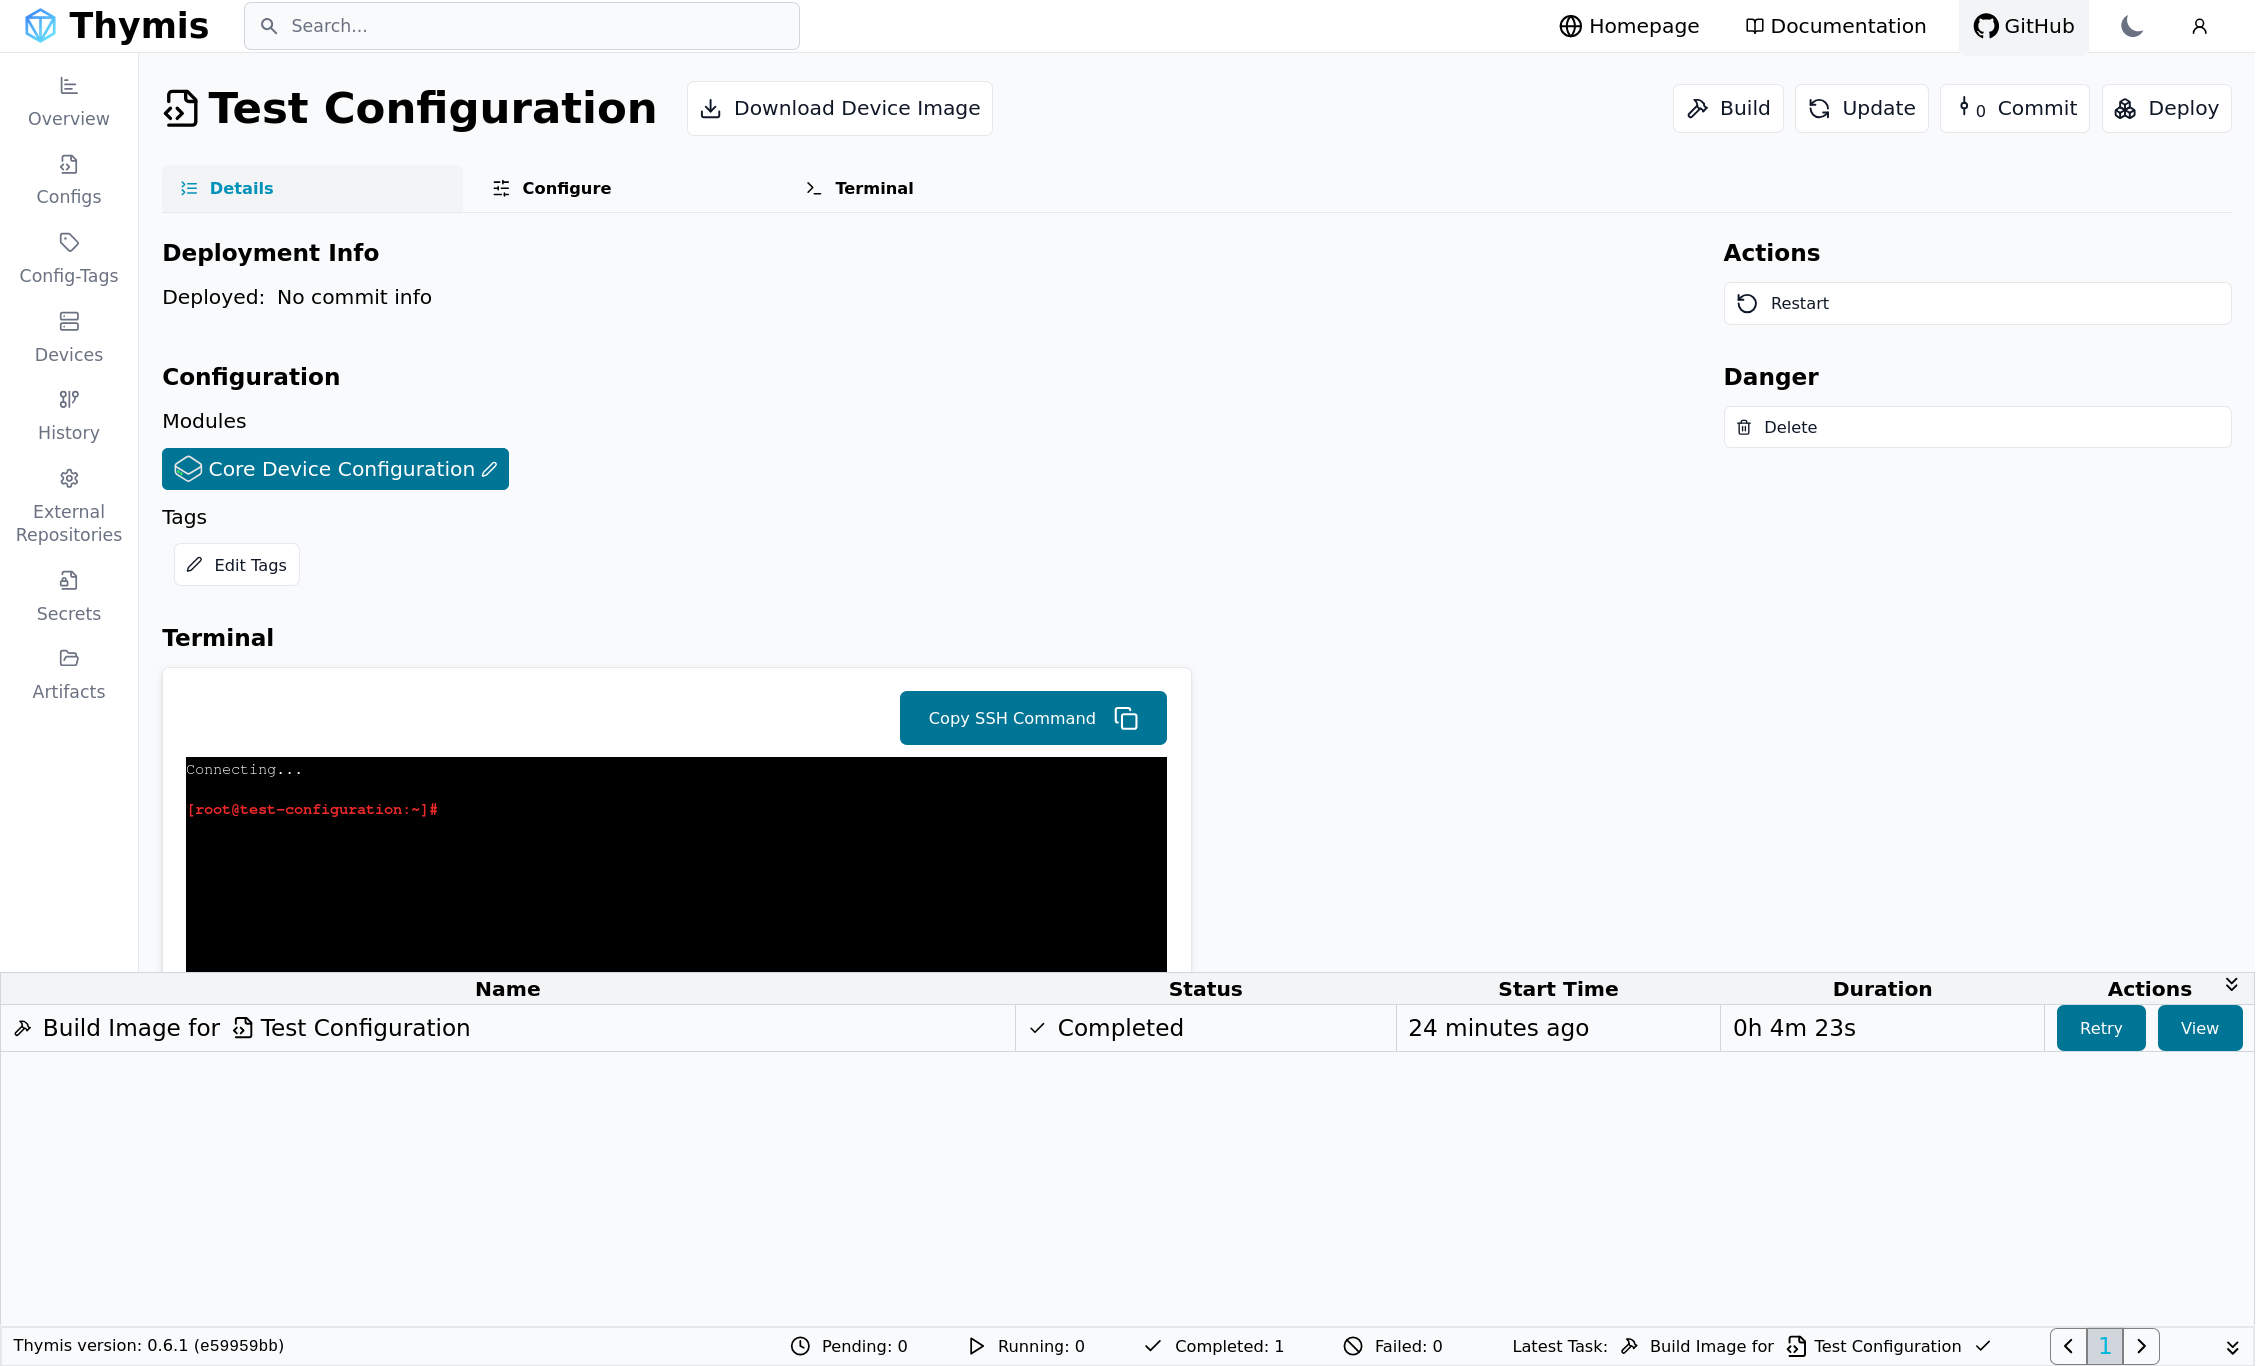 Thymis
Search...
Homepage
Documentation
GitHub
Overview
Configs
Config-Tags
Devices
History
External
Repositories
Secrets
Artifacts
Test Configuration
Download Device Image
Build
Update
0 Commit
Deploy
Details
Configure
Terminal
Deployment Info
Deployed: No commit info
Configuration
Modules
Core Device Configuration
Tags
Edit Tags
Actions
Restart
Danger
Delete
Terminal
Copy SSH Command
Connecting...
[root@test-configuration:~]#
Name Status Start Time Duration Actions
Build Image for Test Configuration Completed 24 minutes ago 0h 4m 23s Retry View
Thymis version: 0.6.1 (e59959bb) Pending: 0 Running: 0 Completed: 1 Failed: 0 Latest Task: Build Image for Test Configuration 1